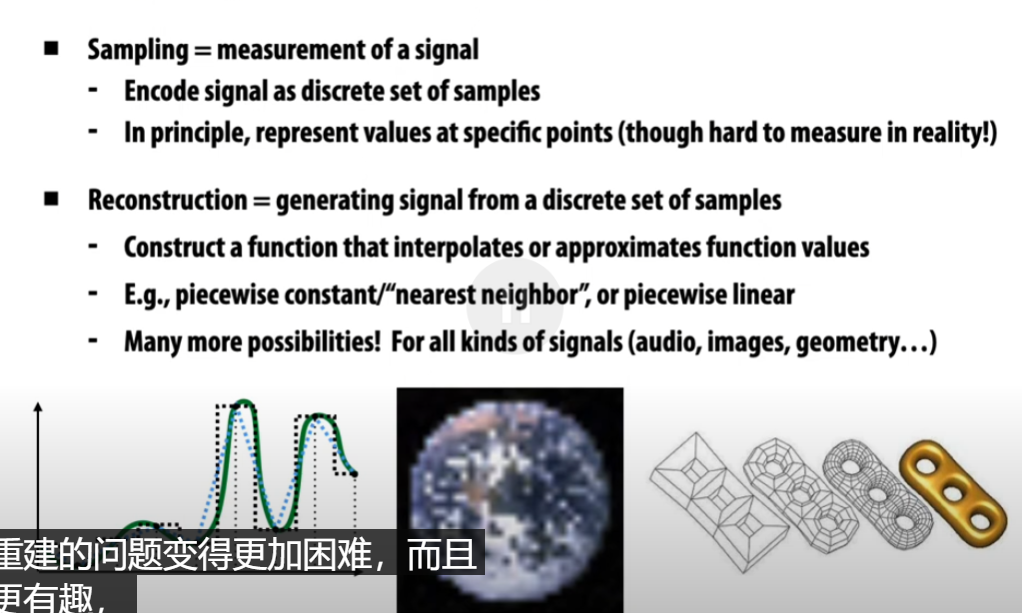 ▪ Sampling = measurement of a signal
- Encode signal as discrete set of samples
- In principle, represent values at specific points (though hard to measure in reality!)
▪ Reconstruction = generating signal from a discrete set of samples
- Construct a function that interpolates or approximates function values
- E.g., piecewise constant/“nearest neighbor”, or piecewise linear
- Many more possibilities! For all kinds of signals (audio, images, geometry…)
重建的问题变得更加困难，而且
更有趣，